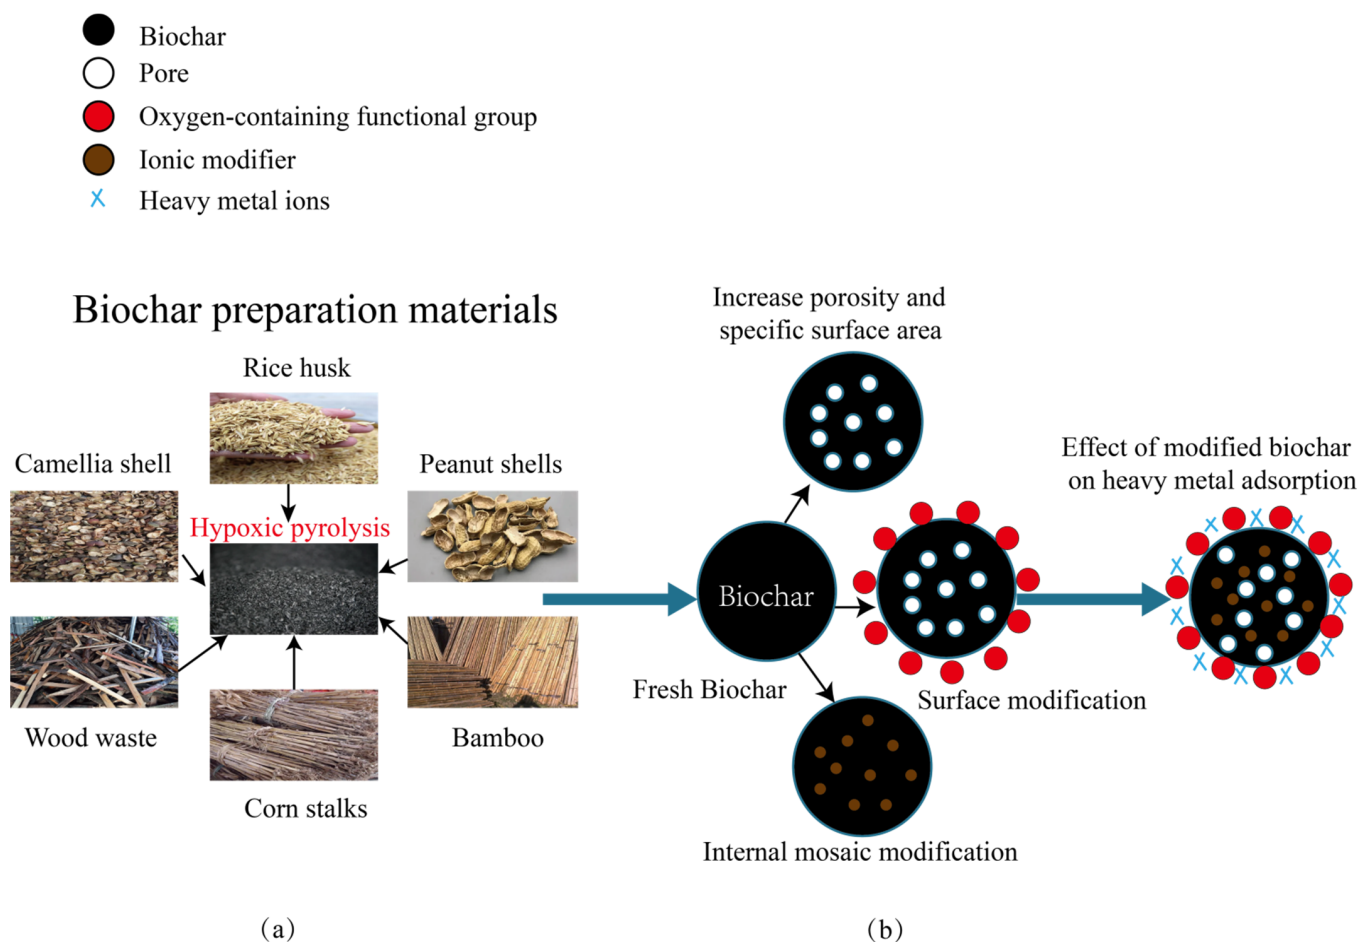 Biochar
Pore
Oxygen-containing functional group
Ionic modifier
Heavy metal ions
Biochar preparation materials
Rice husk
Camellia shell
Peanut shells
Hypoxic pyrolysis
Wood waste
Bamboo
Corn stalks
(a)
Increase porosity and
specific surface area
Biochar
Fresh Biochar
Surface modification
Internal mosaic modification
Effect of modified biochar
on heavy metal adsorption
(b)